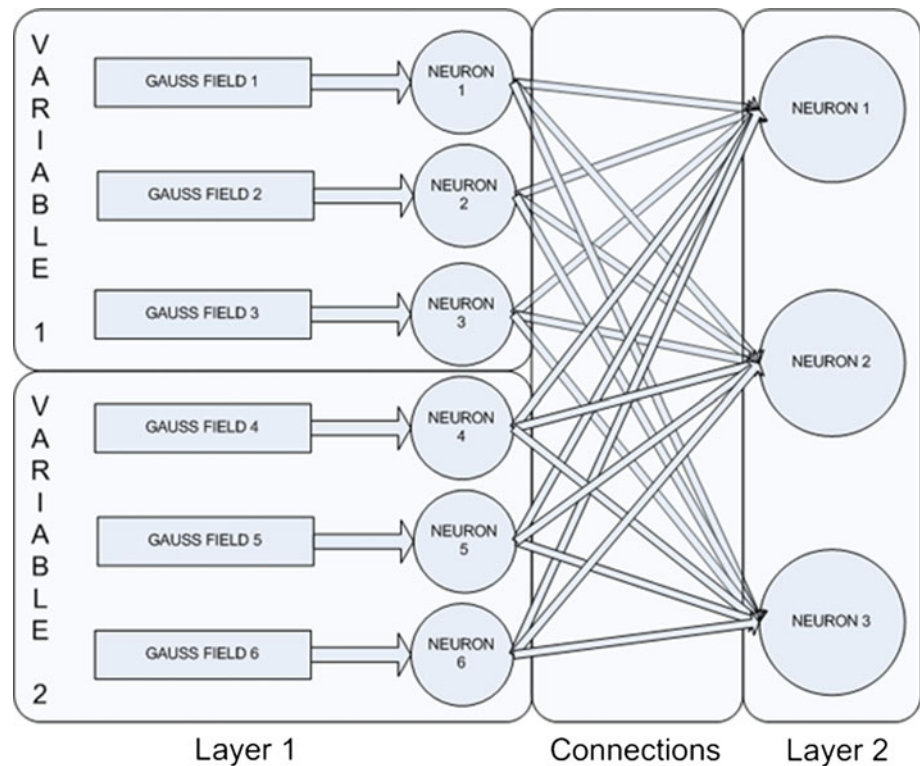 VARIABLE 1
GAUSS FIELD 1
NEURON
1
GAUSS FIELD 2
NEURON
2
GAUSS FIELD 3
NEURON
3
VARIABLE 2
GAUSS FIELD 4
NEURON
4
GAUSS FIELD 5
NEURON
5
GAUSS FIELD 6
NEURON
6
NEURON 1
NEURON 2
NEURON 3
Layer 1
Connections
Layer 2